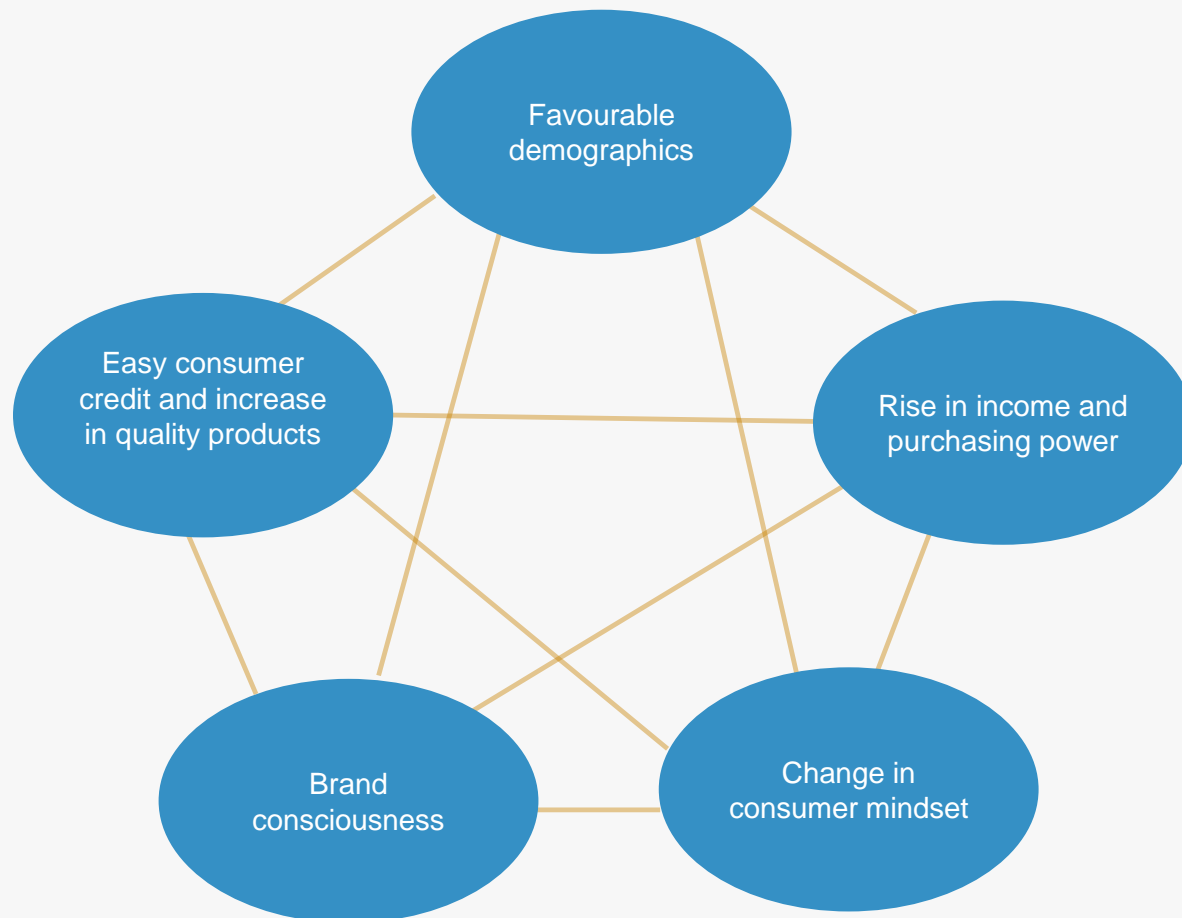 Favourable
demographics
Easy consumer
credit and increase
in quality products
Rise in income and
purchasing power
Brand
consciousness
Change in
consumer mindset